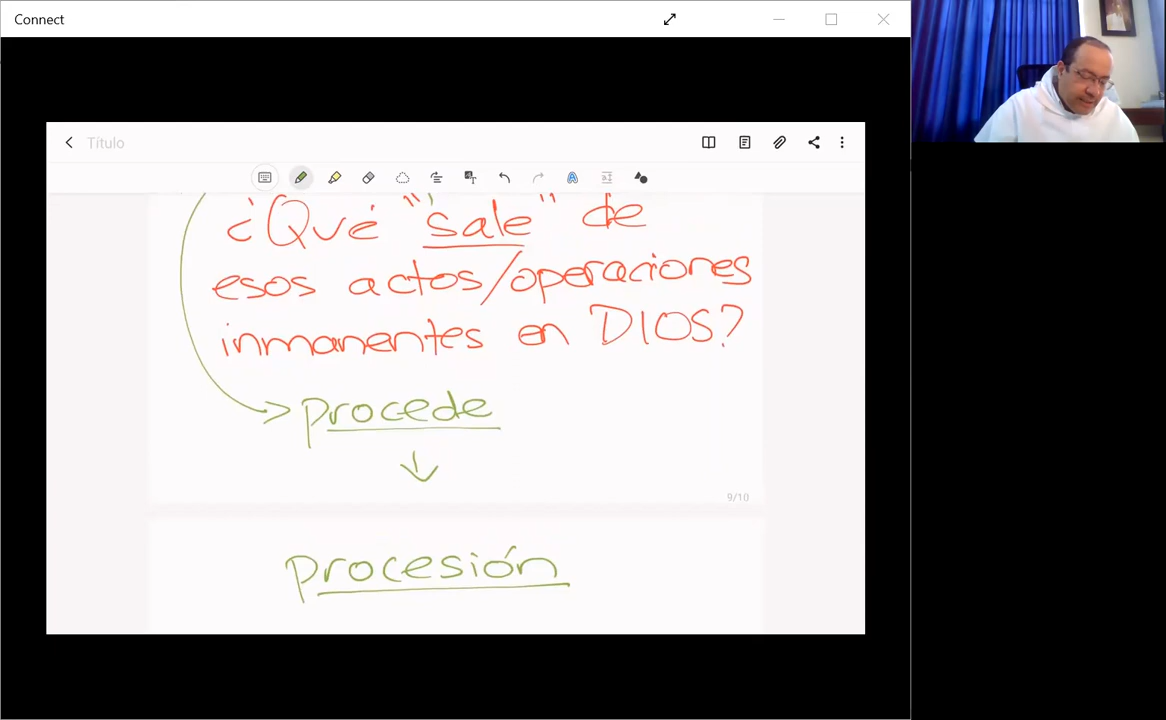 Connect
Título
¿Qué "sale" de
esos actos/operaciones
inmanentes en DIOS?
procede
9/10
procesión